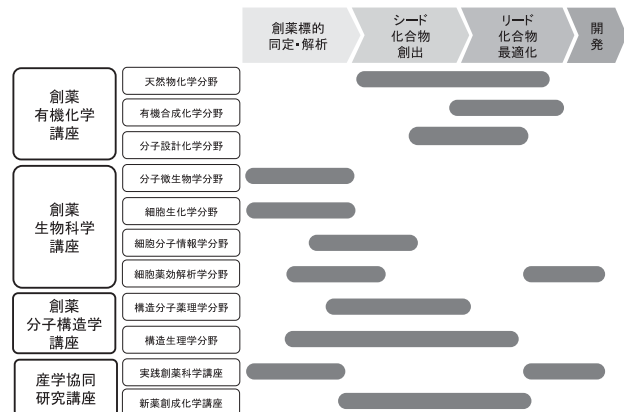 創薬標的
同定・解析
シード
化合物
創出
リード
化合物
最適化
開
発
創薬
有機化学
講座
天然物化学分野
有機合成化学分野
分子設計化学分野
創薬
生物科学
講座
分子微生物学分野
細胞生化学分野
細胞分子情報学分野
細胞薬効解析学分野
創薬
分子構造学
講座
構造分子薬理学分野
構造生理学分野
産学協同
研究講座
実践創薬科学講座
新薬創成化学講座